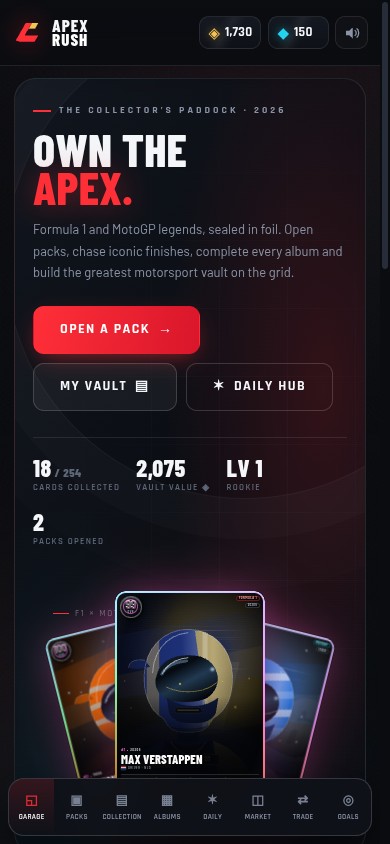 APEX
RUSH
1,730
150
THE COLLECTOR'S PADDOCK · 2026
OWN THE
APEX.
Formula 1 and MotoGP legends, sealed in foil. Open
packs, chase iconic finishes, complete every album and
build the greatest motorsport vault on the grid.
OPEN A PACK →
MY VAULT
DAILY HUB
18 / 254
CARDS COLLECTED
2,075
VAULT VALUE
LV 1
ROOKIE
2
PACKS OPENED
F1 × MO
FORMULA 1
MAX VERSTAPPEN
GARAGE
PACKS
COLLECTION
ALBUMS
DAILY
MARKET
TRADE
GOALS